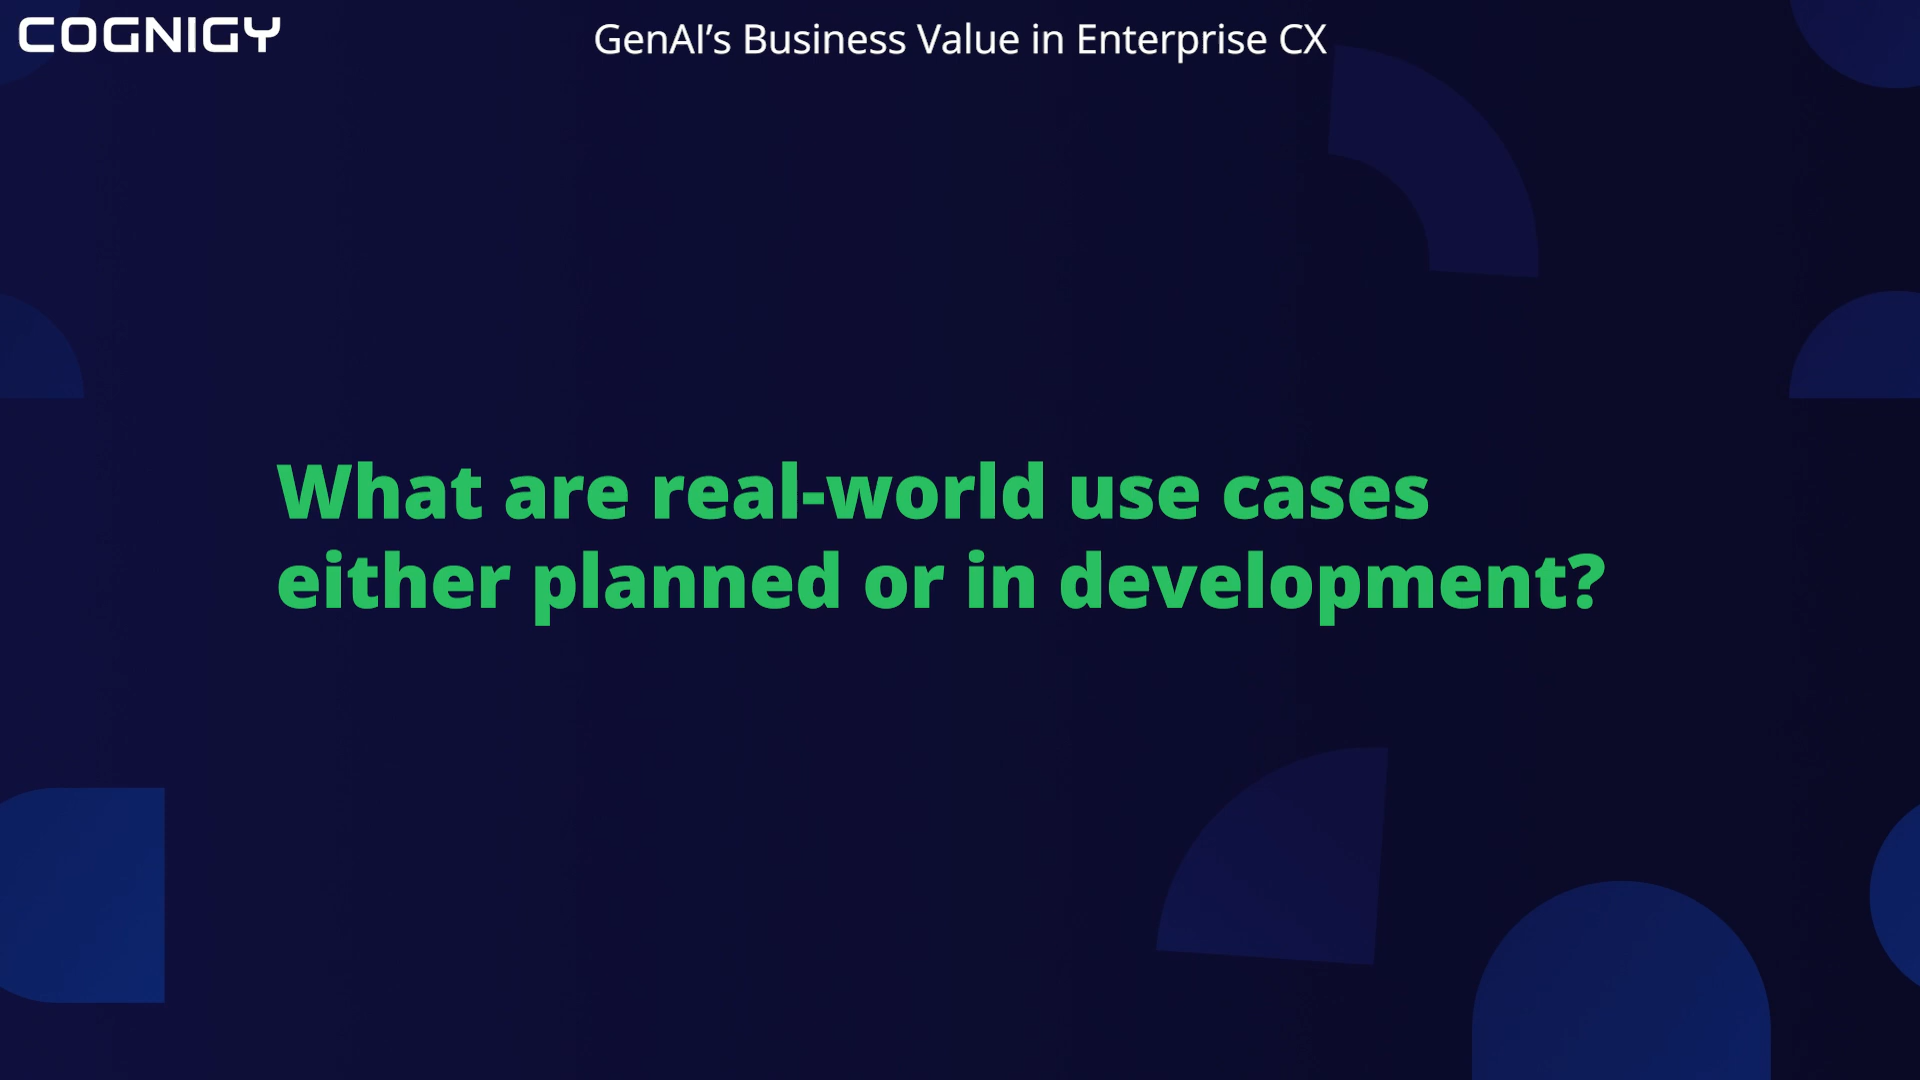 COGNIGY
GenAI’s Business Value in Enterprise CX
What are real-world use cases
either planned or in development?